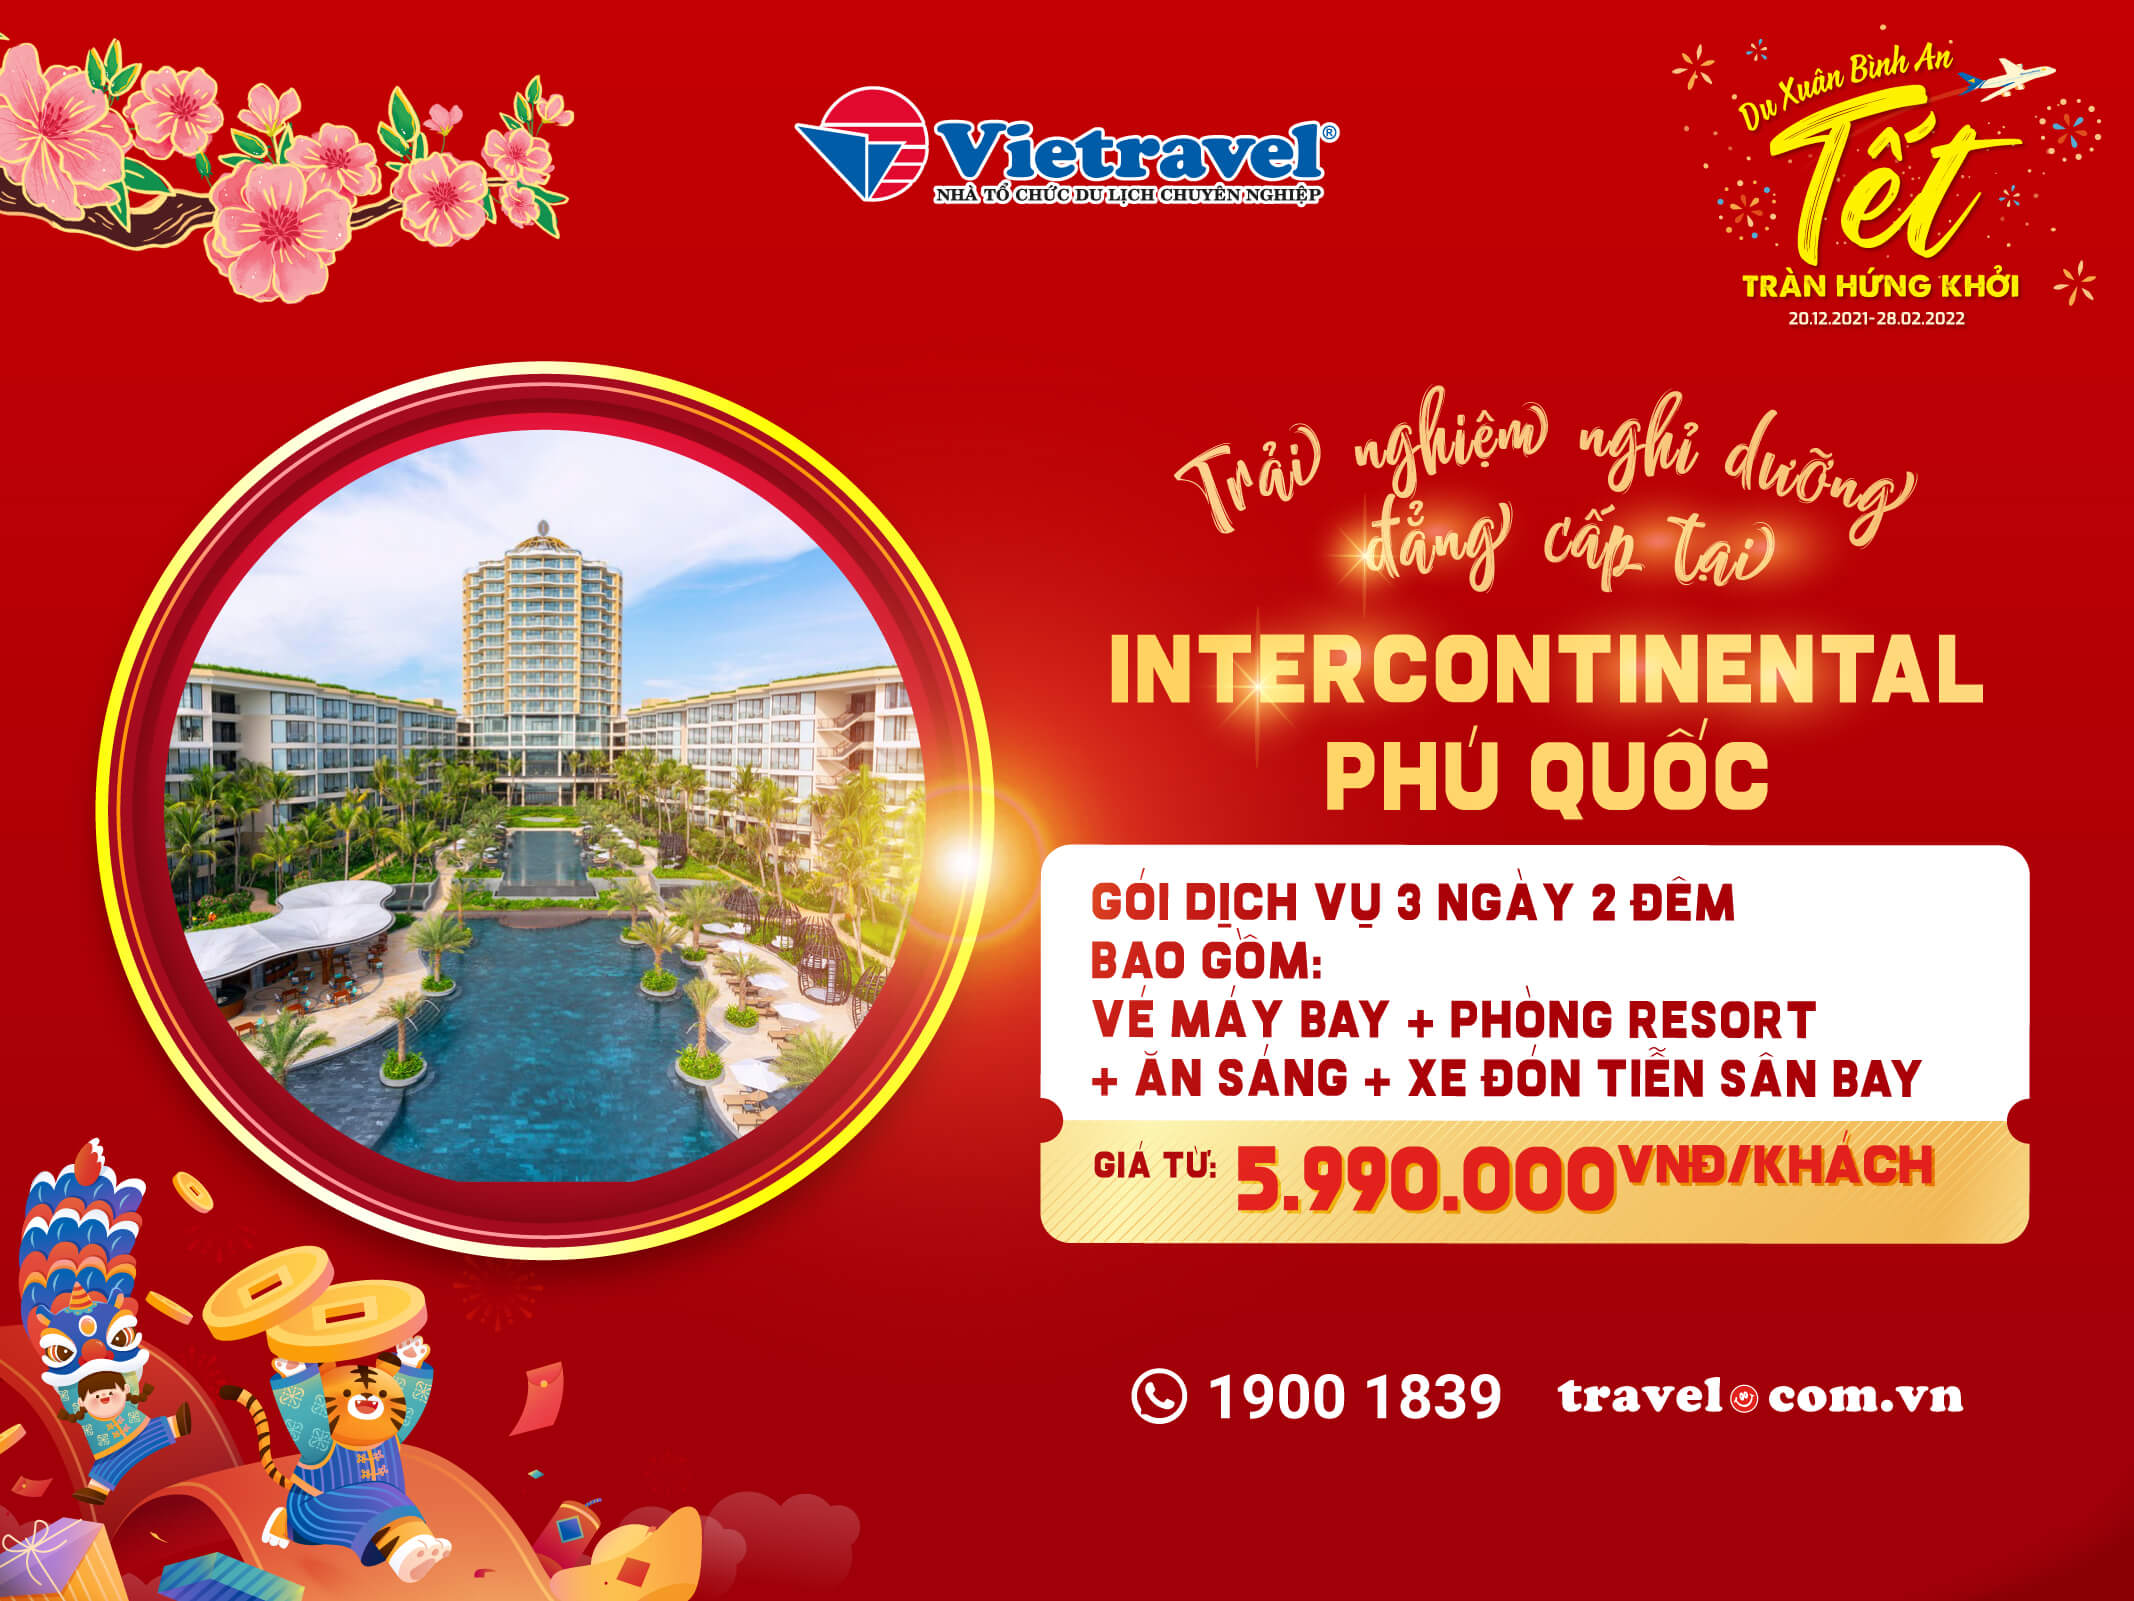 Vietravel®
NHÀ TỔ CHỨC DU LỊCH CHUYÊN NGHIỆP
Du Xuân Bình An
Tết
TRÀN HỨNG KHỞI
20.12.2021-28.02.2022
Trải nghiệm nghỉ dưỡng
đẳng cấp tại
INTERCONTINENTAL
PHÚ QUỐC
GÓI DỊCH VỤ 3 NGÀY 2 ĐÊM
BAO GỒM:
VÉ MÁY BAY + PHÒNG RESORT
+ ĂN SÁNG + XE ĐÓN TIỄN SÂN BAY
GIÁ TỪ: 5.990.000VNĐ/KHÁCH
1900 1839 travel.com.vn